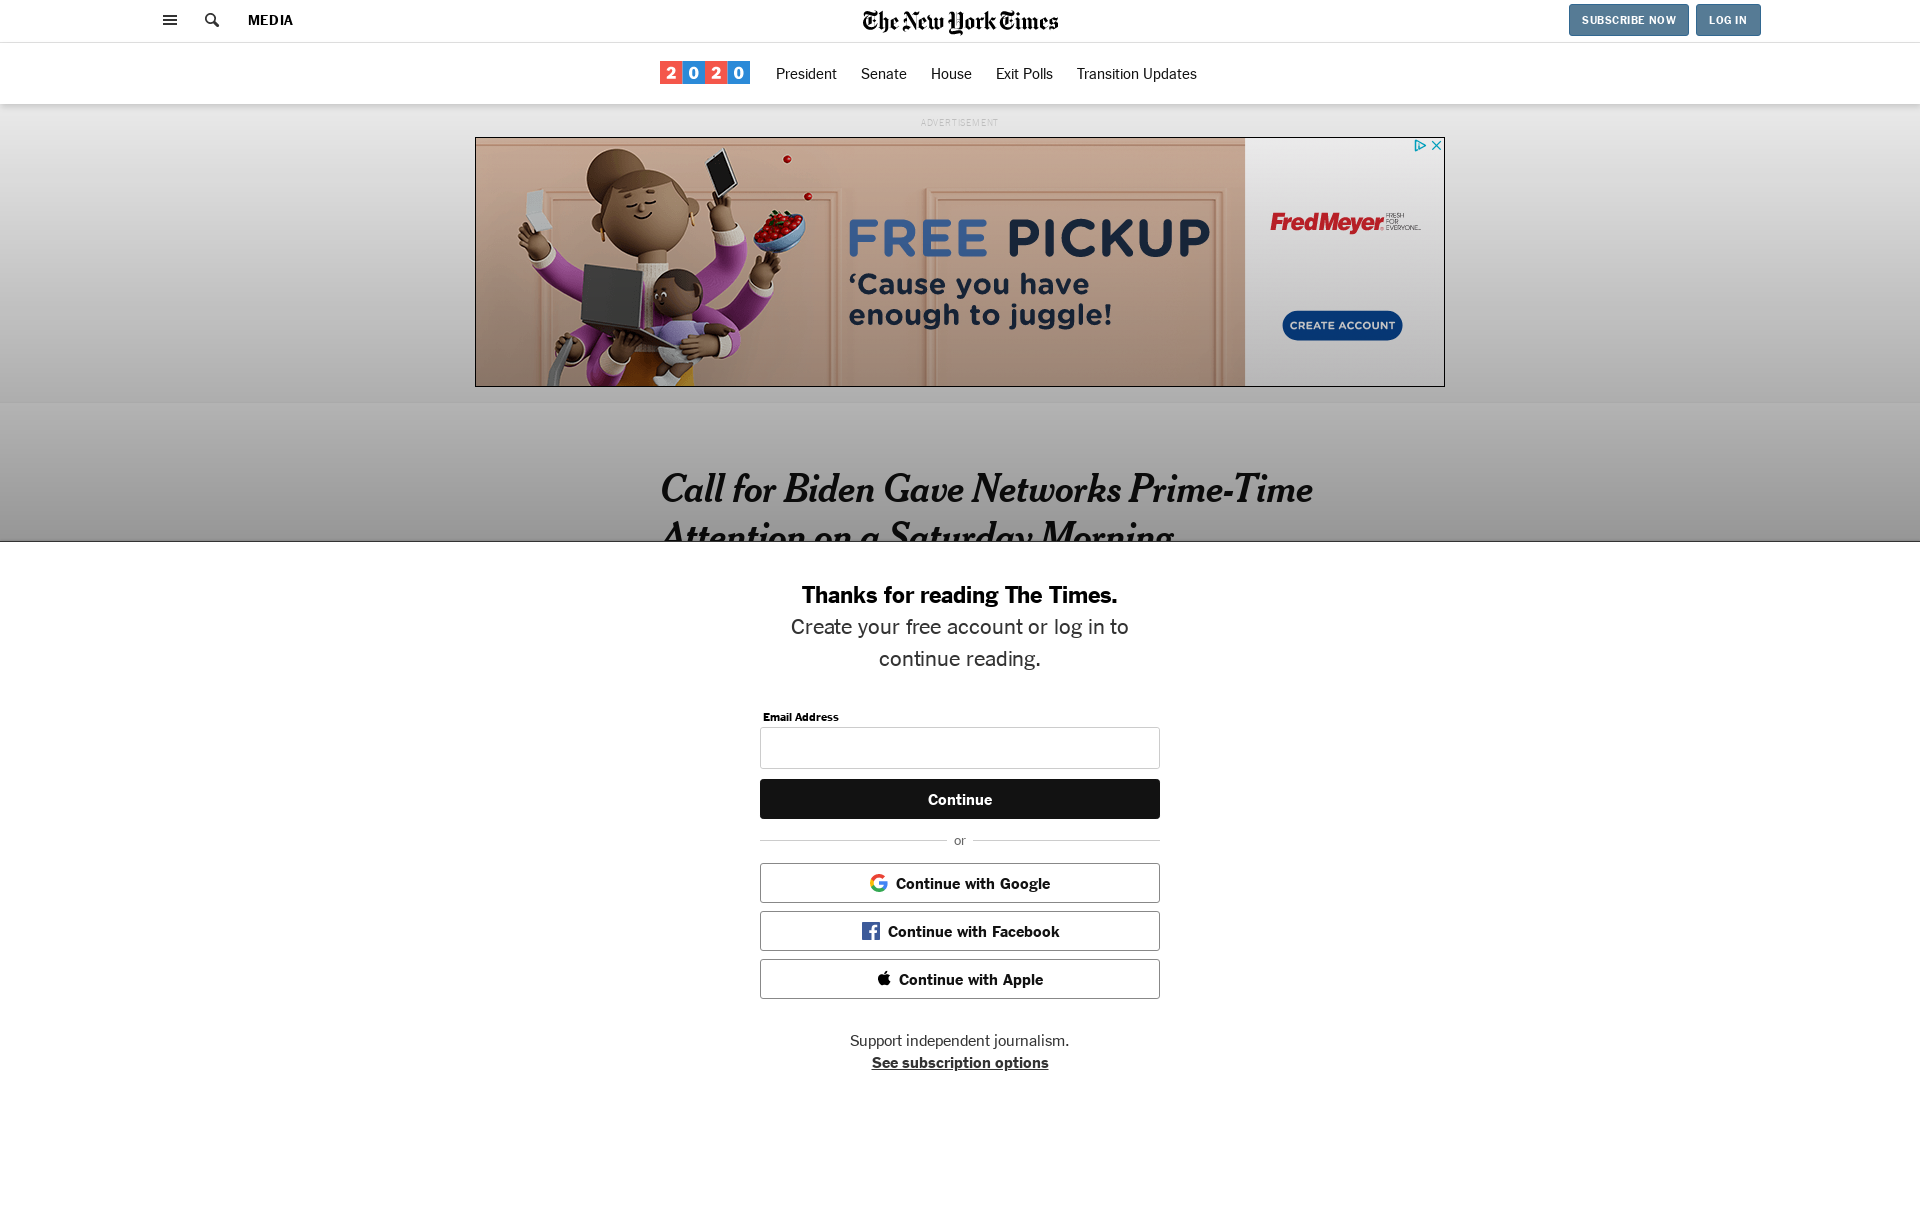 MEDIA
The New York Times
SUBSCRIBE NOW
LOG IN
2020
President
Senate
House
Exit Polls
Transition Updates
ADVERTISEMENT
FREE PICKUP
‘Cause you have
enough to juggle!
FredMeyer
FRESH
FOR
EVERYONE
CREATE ACCOUNT
Call for Biden Gave Networks Prime-Time
Attention on a Saturday Morning
Thanks for reading The Times.
Create your free account or log in to
continue reading.
Email Address
Continue
or
Continue with Google
Continue with Facebook
Continue with Apple
Support independent journalism.
See subscription options